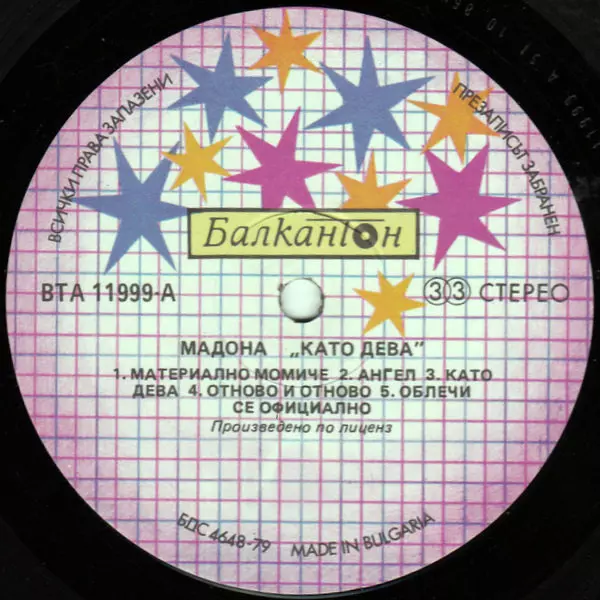 ВСИЧКИ ПРАВА ЗАПАЗЕНИ
ПРЕЗАПИСЪТ ЗАБРАНЕН
Балкантон
ВТА 11999-А
33 СТЕРЕО
МАДОНА „КАТО ДЕВА"
1. МАТЕРИАЛНО МОМИЧЕ 2. АНГЕЛ 3. КАТО
ДЕВА 4. ОТНОВО И ОТНОВО 5. ОБЛЕЧИ
СЕ ОФИЦИАЛНО
Произведено по лиценз
БДС 4648-79 MADE IN BULGARIA